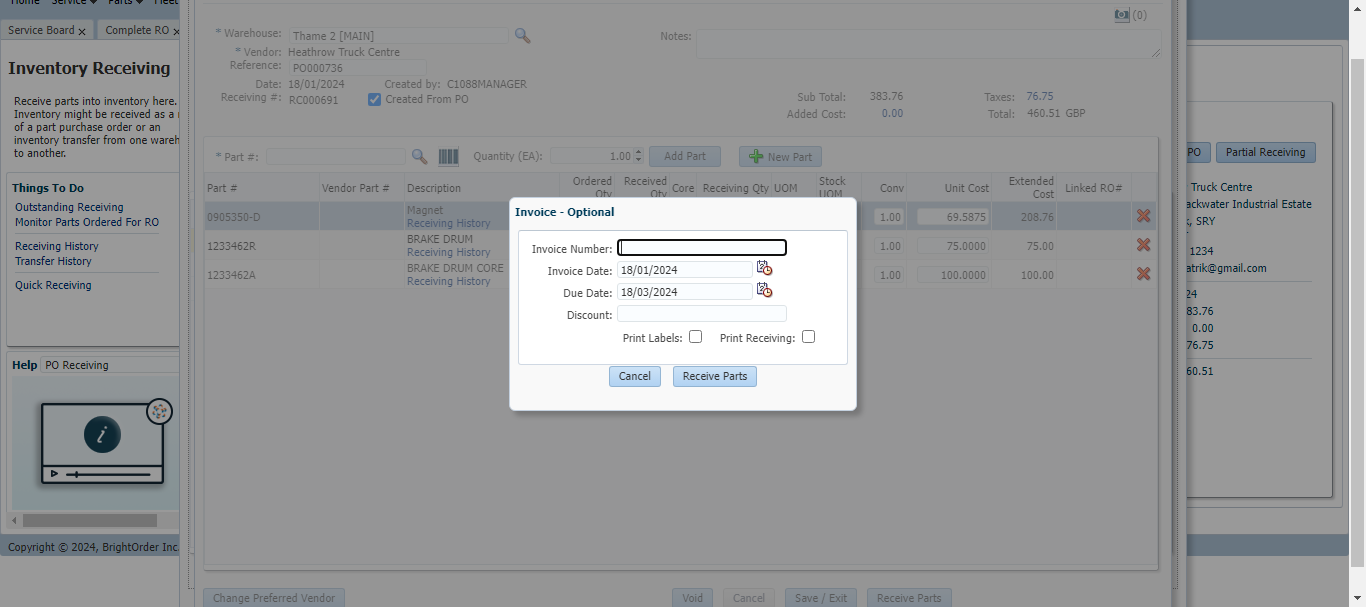 Home Service Parts Fleet
Service Board x Complete RO x
Inventory Receiving
Receive parts into inventory here.
Inventory might be received as a
of a part purchase order or an
inventory transfer from one wareh
to another.
Things To Do
Outstanding Receiving
Monitor Parts Ordered For RO
Receiving History
Transfer History
Quick Receiving
Help PO Receiving
Copyright © 2024, BrightOrder Inc.
(0)
* Warehouse: Thame 2 [MAIN]
Notes:
* Vendor: Heathrow Truck Centre
Reference: PO000736
Date: 18/01/2024 Created by: C1088MANAGER
Receiving #: RC000691 Created From PO
Sub Total: 383.76 Taxes: 76.75
Added Cost: 0.00 Total: 460.51 GBP
* Part #: Quantity (EA): 1.00 Add Part New Part
Part # Vendor Part # Description Ordered Qty Received Qty Core Receiving Qty UOM Stock UOM Conv Unit Cost Extended Cost Linked RO#
0905350-D Magnet 1.00 69.5875 208.76
Receiving History
1233462R BRAKE DRUM 1.00 75.0000 75.00
Receiving History
1233462A BRAKE DRUM CORE 1.00 100.0000 100.00
Receiving History
Invoice - Optional
Invoice Number:
Invoice Date: 18/01/2024
Due Date: 18/03/2024
Discount:
Print Labels: Print Receiving:
Cancel Receive Parts
Change Preferred Vendor Void Cancel Save / Exit Receive Parts
PO Partial Receiving
Truck Centre
ackwater Industrial Estate
, SRY
1234
atrik@gmail.com
24
83.76
0.00
76.75
60.51